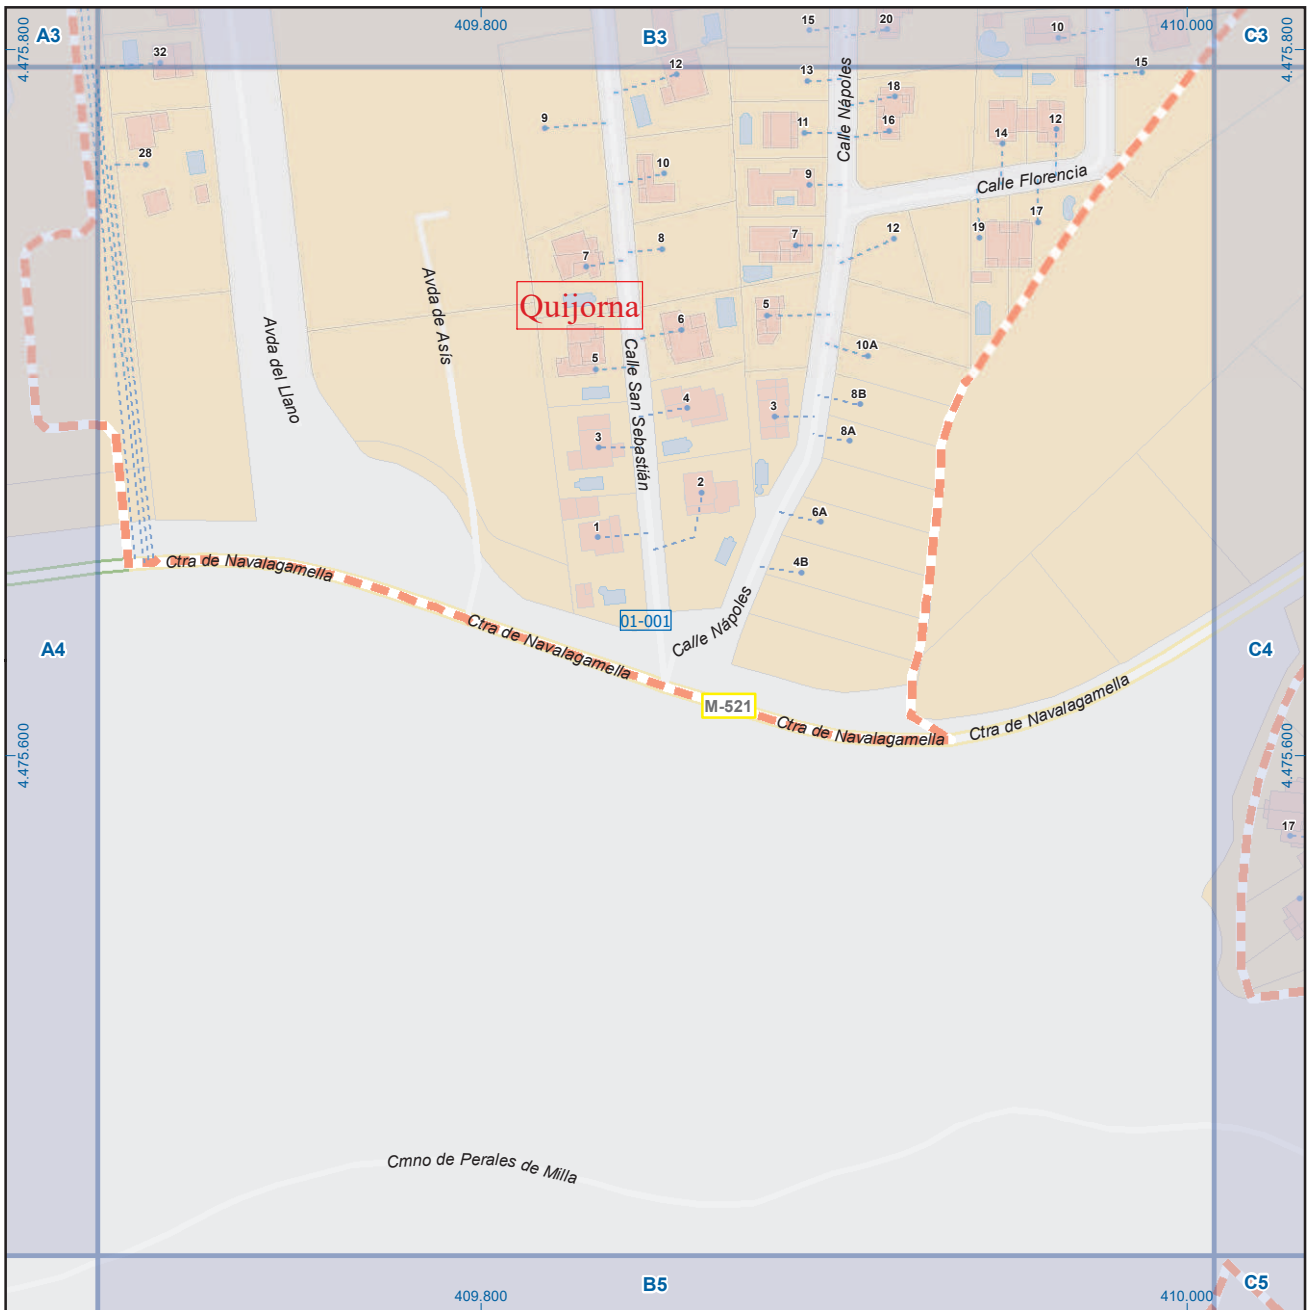 A3
409.800
B3
410.000
C3
4.475.800
4.475.800
32
12
15
20
10
13
18
15
9
11
16
14
12
Calle Nápoles
28
10
9
Calle Florencia
17
8
7
12
19
7
Avda de Asís
Quijorna
5
6
Avda del Llano
10A
5
Calle San Sebastián
4
8B
3
3
8A
2
6A
1
4B
Ctra de Navalagamella
01-001
Calle Nápoles
Ctra de Navalagamella
A4
C4
M-521
Ctra de Navalagamella
Ctra de Navalagamella
4.475.600
4.475.600
17
Cmno de Perales de Milla
B5
C5
409.800
410.000